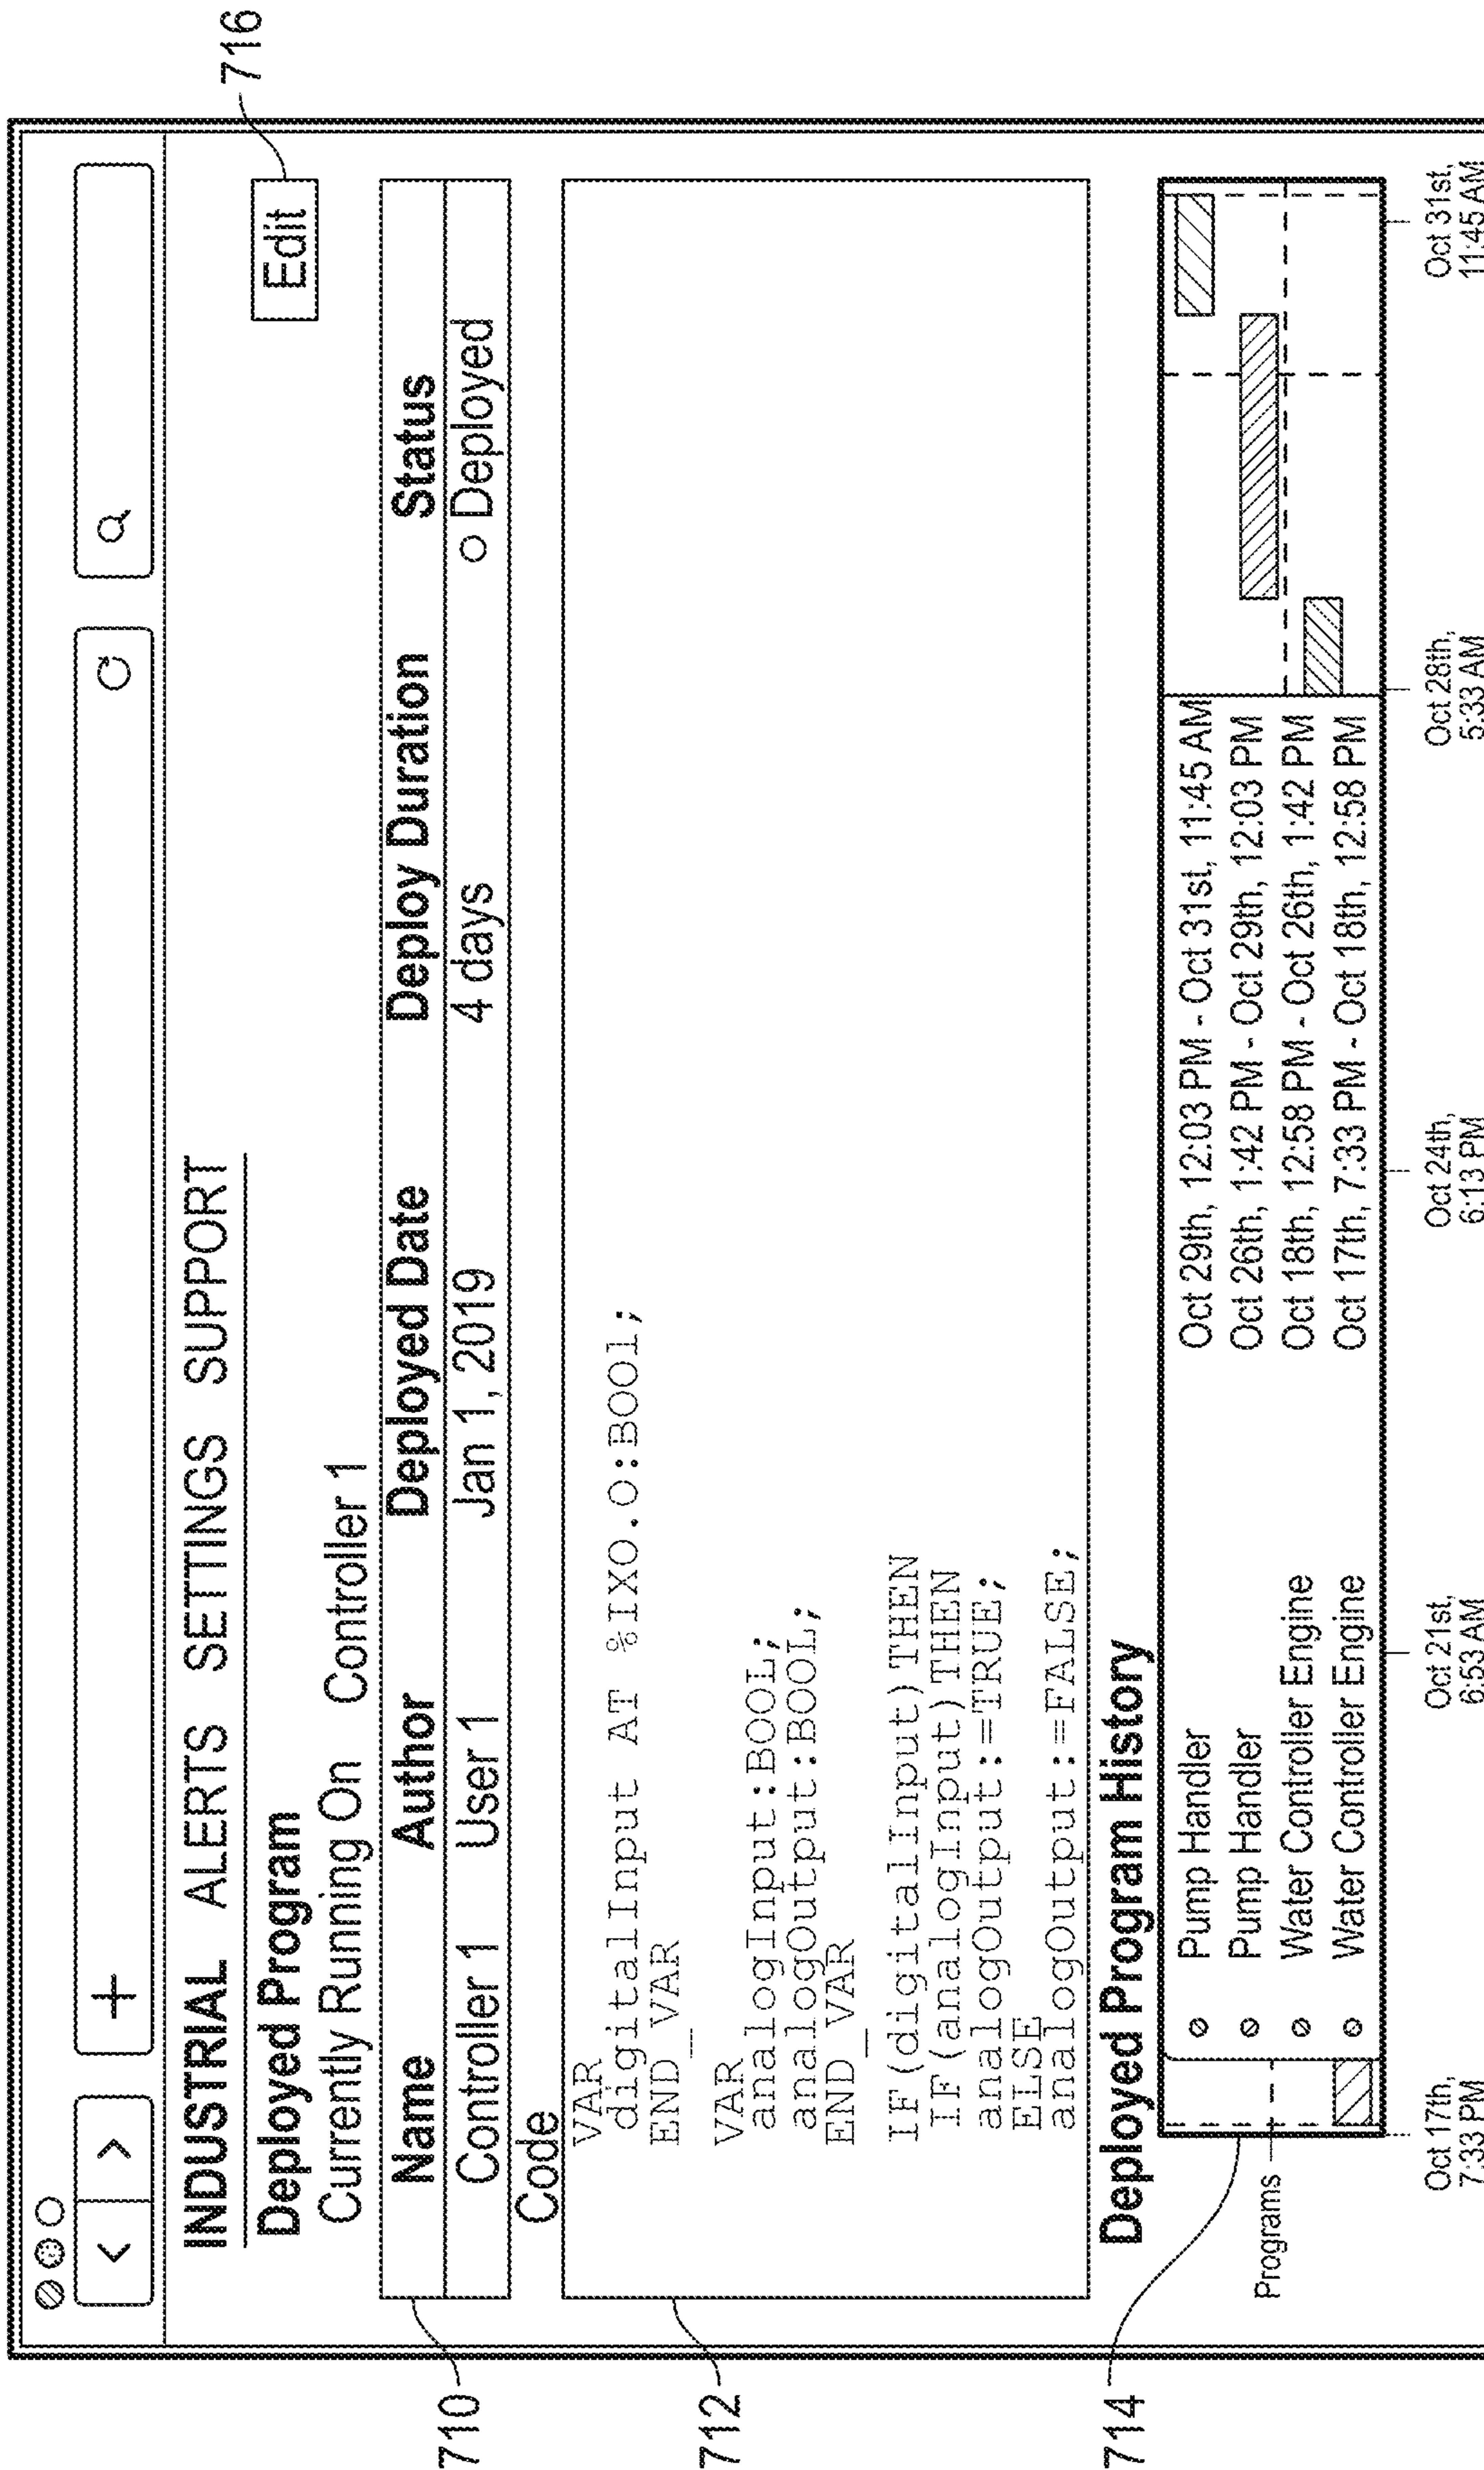 716
INDUSTRIAL ALERTS SETTINGS SUPPORT
Edit
Deployed Program
Currently Running On Controller 1
710
Name Author Deployed Date Deploy Duration Status
Controller 1 User 1 Jan 1, 2019 4 days Deployed
Code
712
VAR
digitalInput AT %IX0.0:BOOl;
END_VAR
VAR
analogInput:BOOL;
analogOutput:BOOL;
END_VAR
IF(digitalInput)THEN
IF(analogInput)THEN
analogOutput:=TRUE;
ELSE
analogOutput:=FALSE;
Deployed Program History
714
Programs
Pump Handler Oct 29th, 12:03 PM - Oct 31st, 11:45 AM
Pump Handler Oct 26th, 1:42 PM - Oct 29th, 12:03 PM
Water Controller Engine Oct 18th, 12:58 PM - Oct 26th, 1:42 PM
Water Controller Engine Oct 17th, 7:33 PM - Oct 18th, 12:58 PM
Oct 17th, Oct 21st, Oct 24th, Oct 28th, Oct 31st,
7:33 PM 6:53 AM 6:13 PM 5:33 AM 11:45 AM